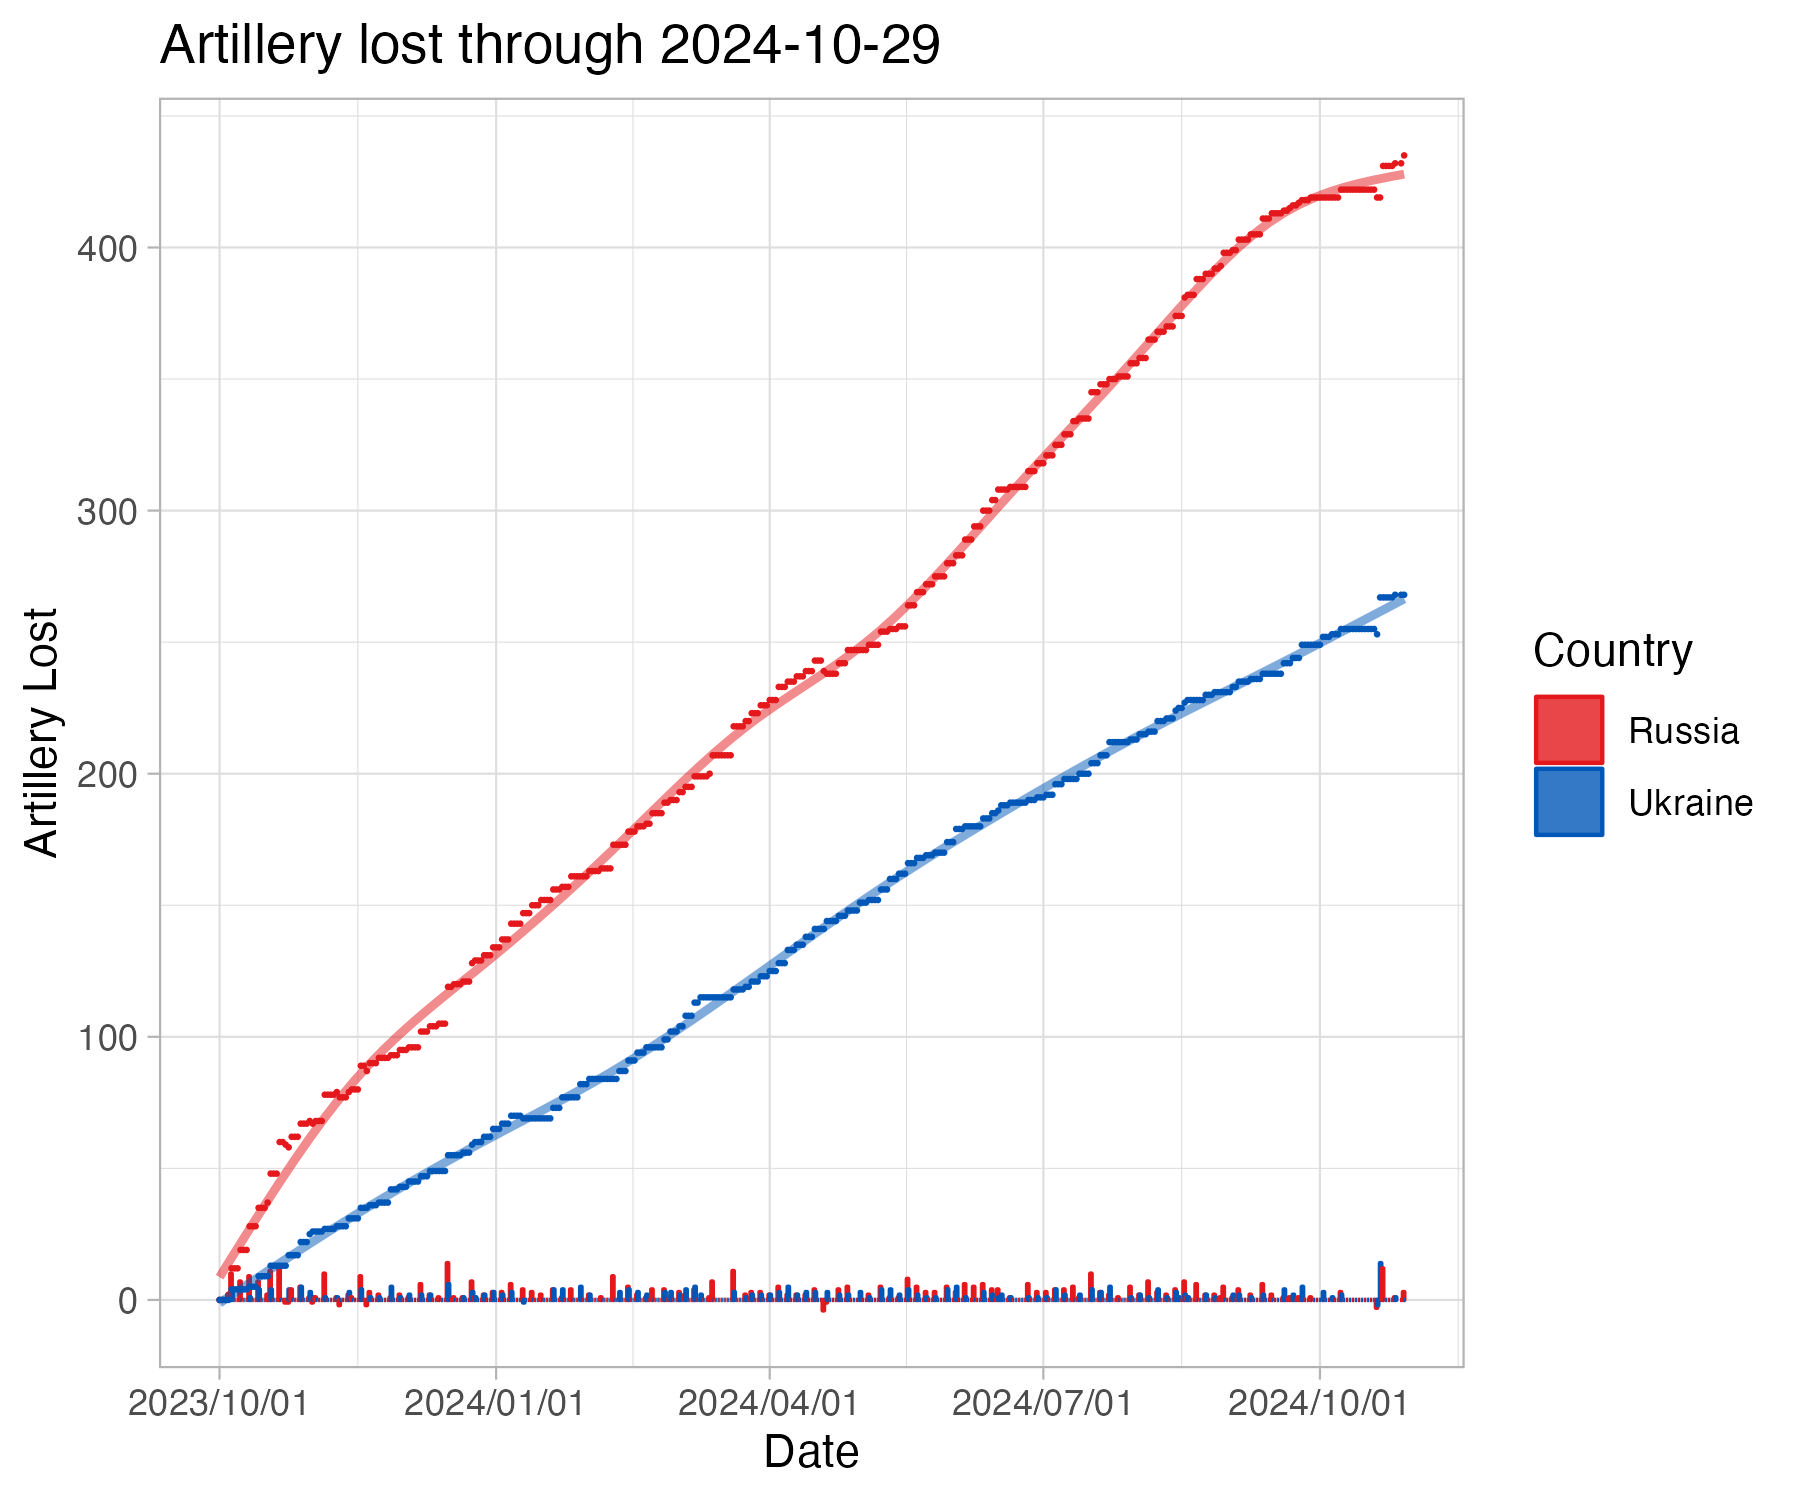 Artillery lost through 2024-10-29
Artillery Lost
400
300
200
100
0
2023/10/01
2024/01/01
2024/04/01
2024/07/01
2024/10/01
Date
Country
Russia
Ukraine